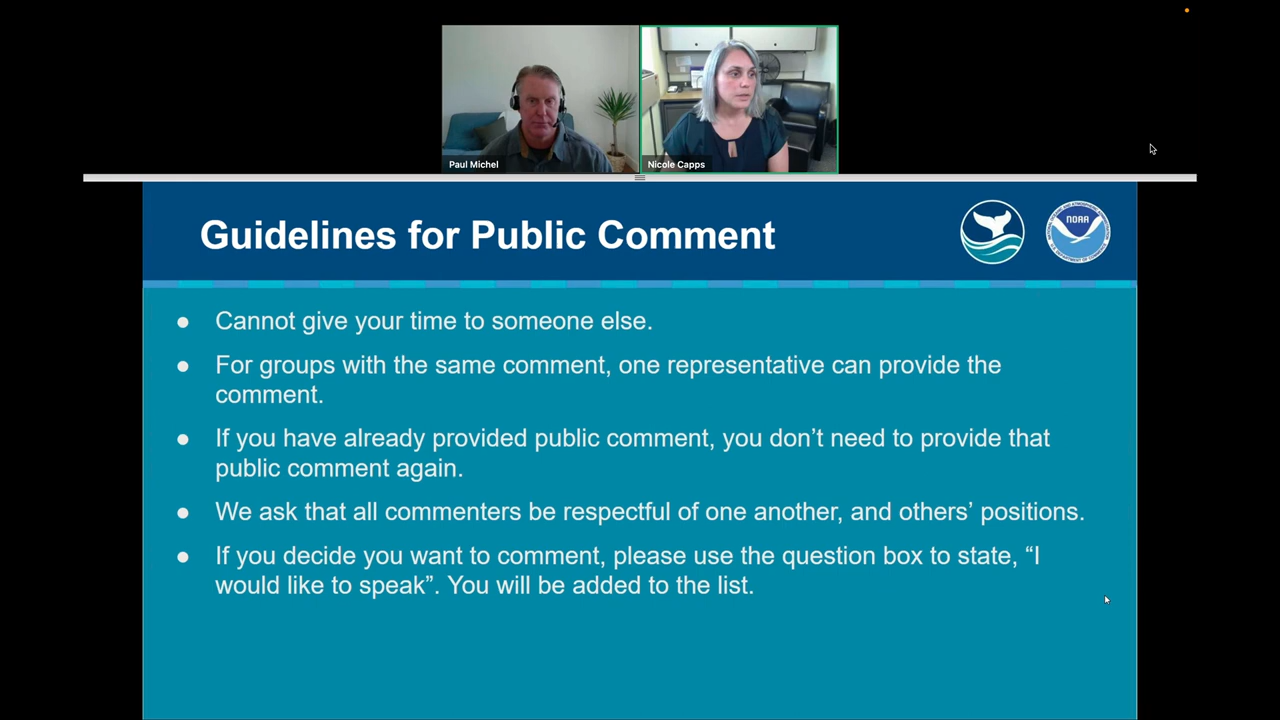 Paul Michel
Nicole Capps
Guidelines for Public Comment
NOAA
● Cannot give your time to someone else.
● For groups with the same comment, one representative can provide the
comment.
● If you have already provided public comment, you don’t need to provide that
public comment again.
● We ask that all commenters be respectful of one another, and others’ positions.
● If you decide you want to comment, please use the question box to state, “I
would like to speak”. You will be added to the list.